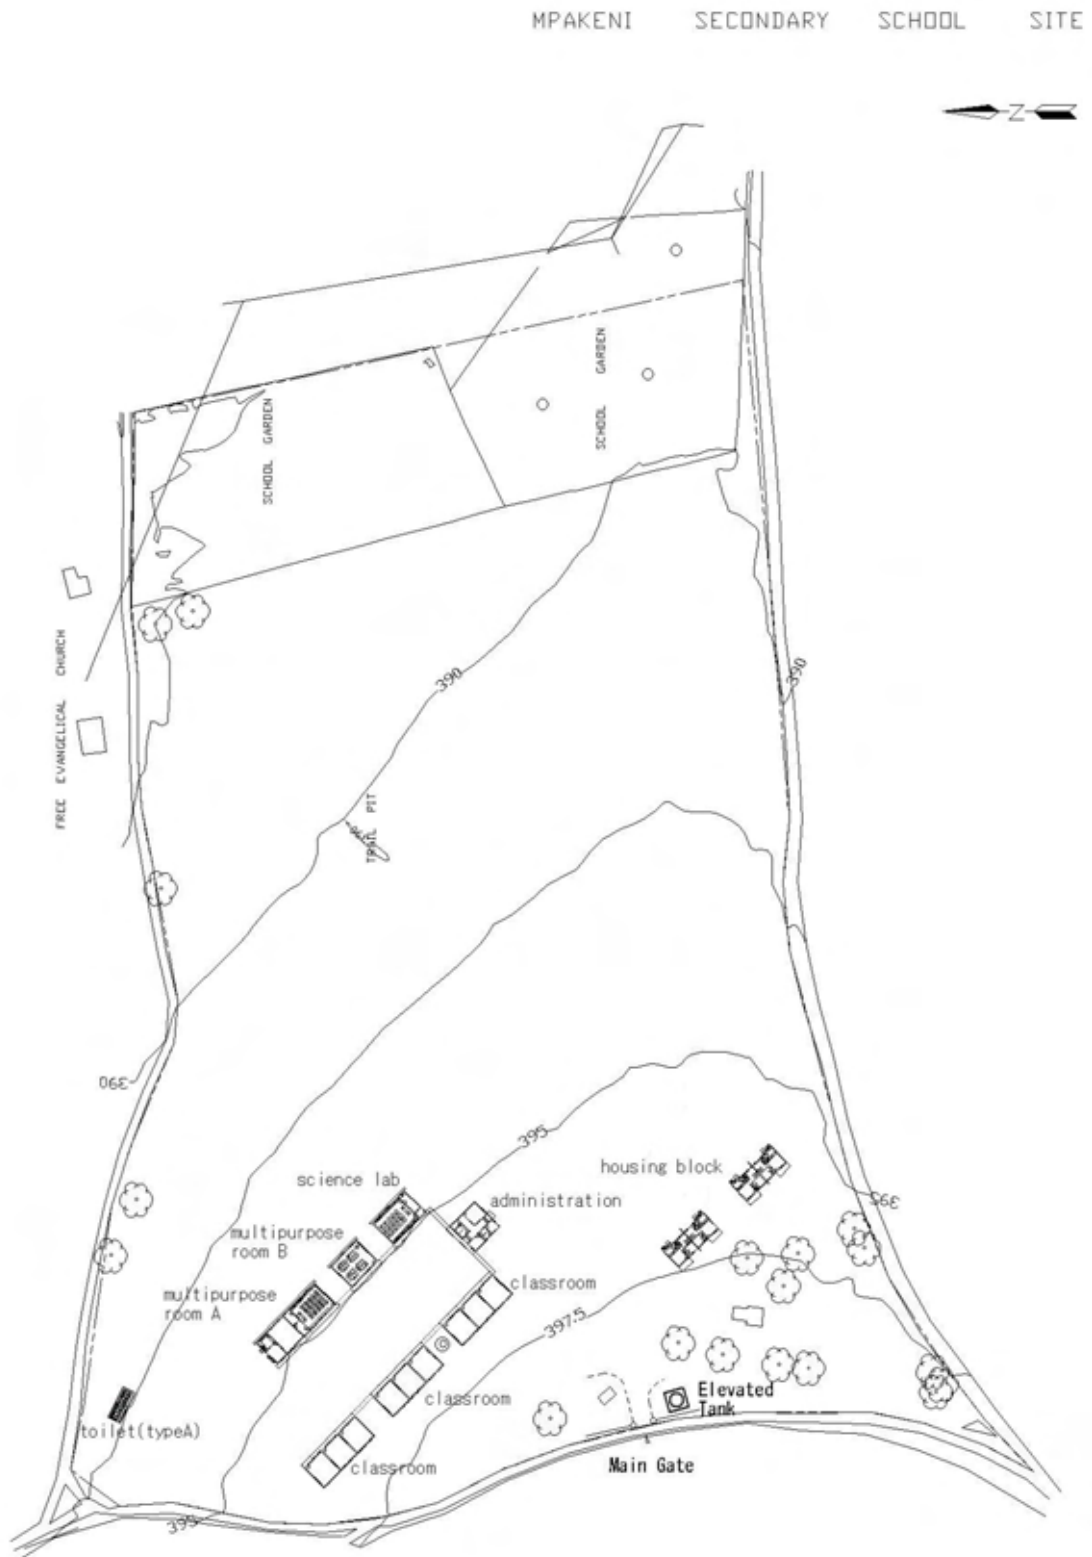 MPAKENI SECONDARY SCHOOL SITE
Z
SCHOOL GARDEN
SCHOOL GARDEN
FREE EVANGELICAL CHURCH
390
390
TRAIL PIT
390
395
housing block
science lab
administration
395
multipurpose
room B
classroom
multipurpose
room A
397.5
Elevated
Tank
classroom
toilet(typeA)
Main Gate
classroom
395